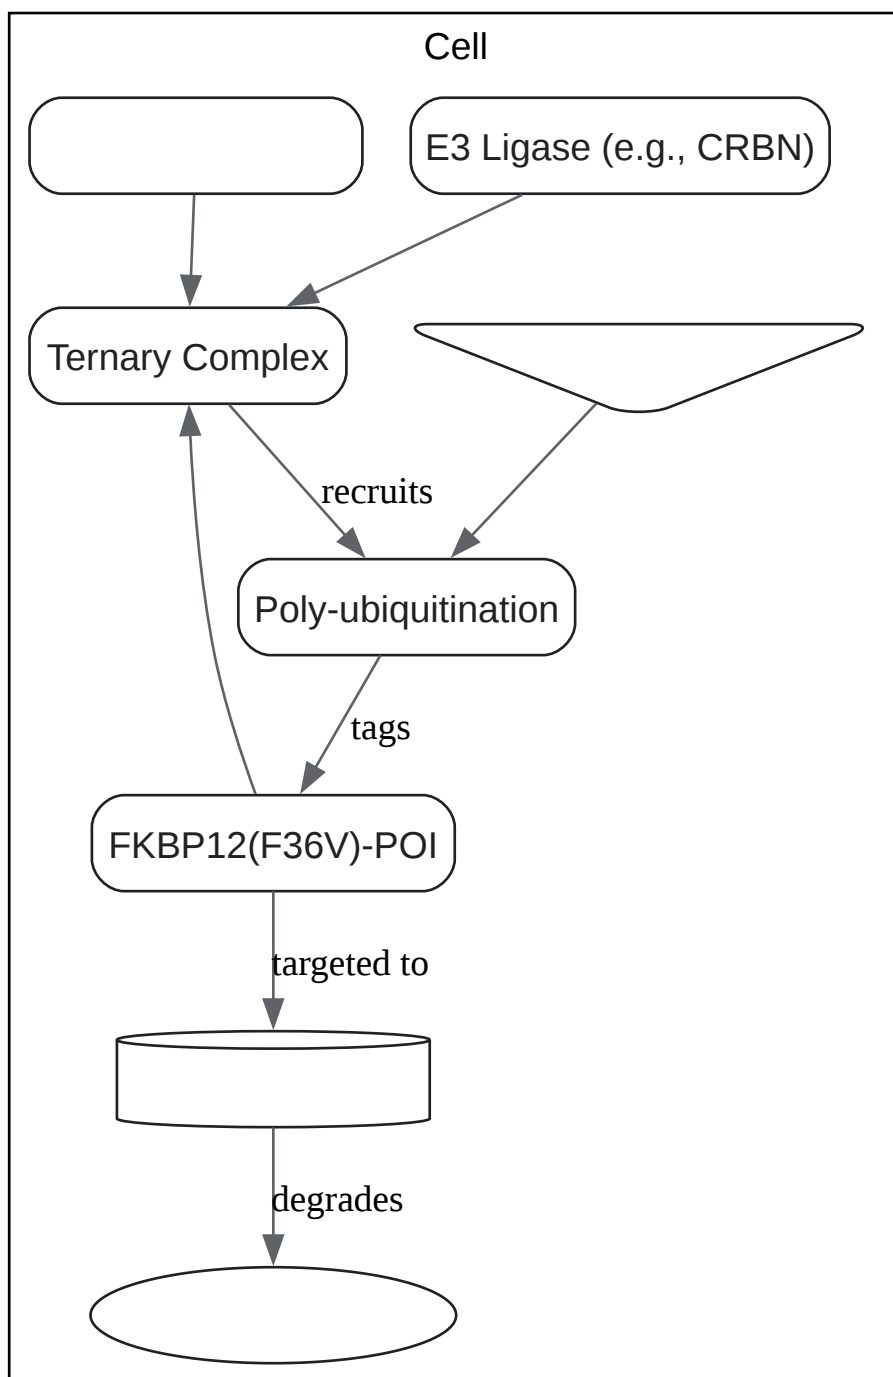 Cell
E3 Ligase (e.g., CRBN)
Ternary Complex
recruits
Poly-ubiquitination
tags
FKBP12(F36V)-POI
targeted to
degrades